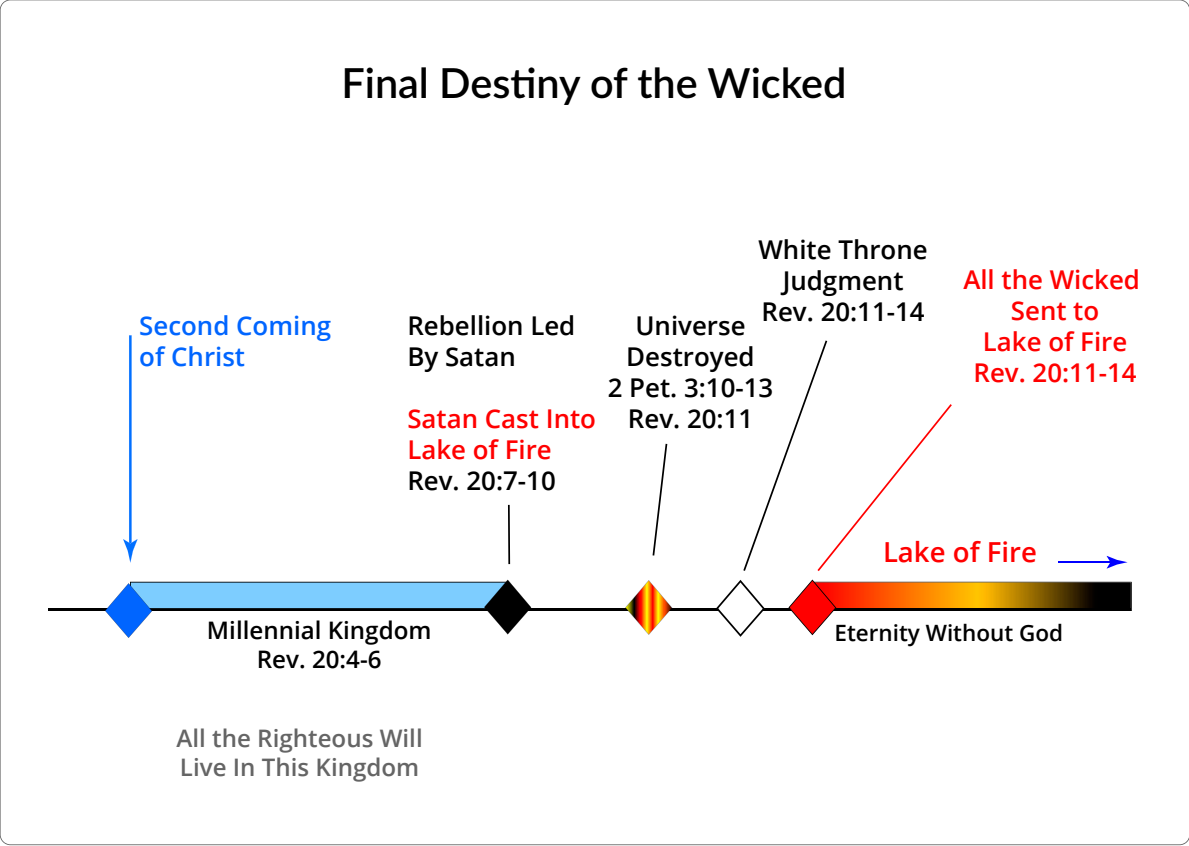 Final Destiny of the Wicked
Second Coming
of Christ
Rebellion Led
By Satan
Satan Cast Into
Lake of Fire
Rev. 20:7-10
Universe
Destroyed
2 Pet. 3:10-13
Rev. 20:11
White Throne
Judgment
Rev. 20:11-14
All the Wicked
Sent to
Lake of Fire
Rev. 20:11-14
Lake of Fire
Millennial Kingdom
Rev. 20:4-6
Eternity Without God
All the Righteous Will
Live In This Kingdom